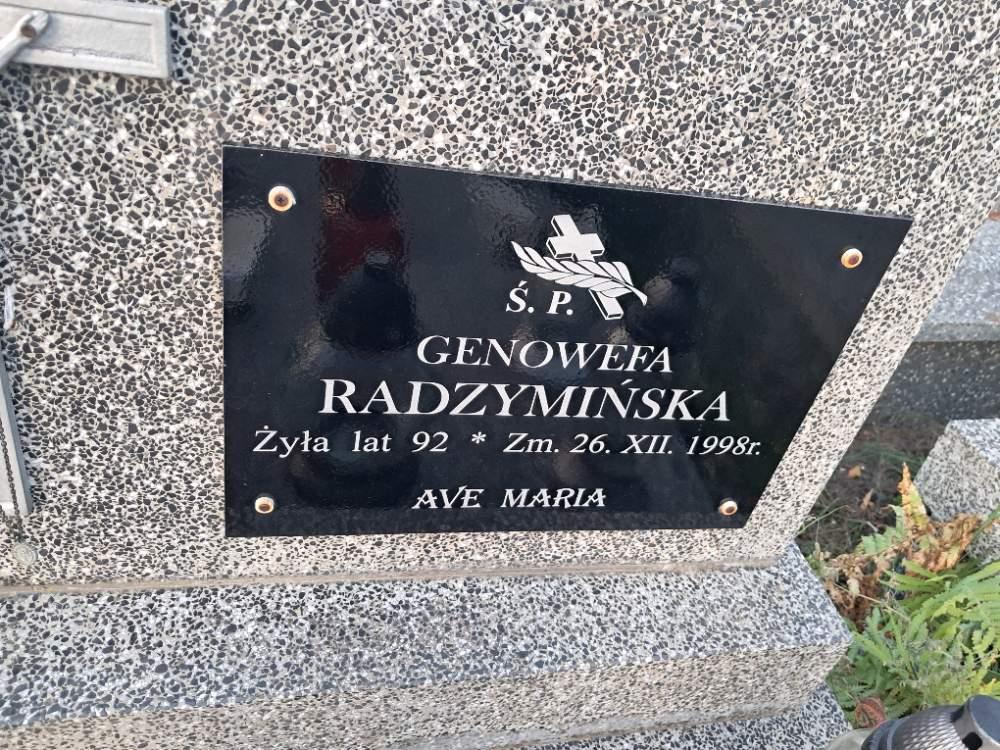 Ś. P.
GENOWEFA
RADZYMIŃSKA
Żyła lat 92 * Zm. 26. XII. 1998r.
AVE MARIA